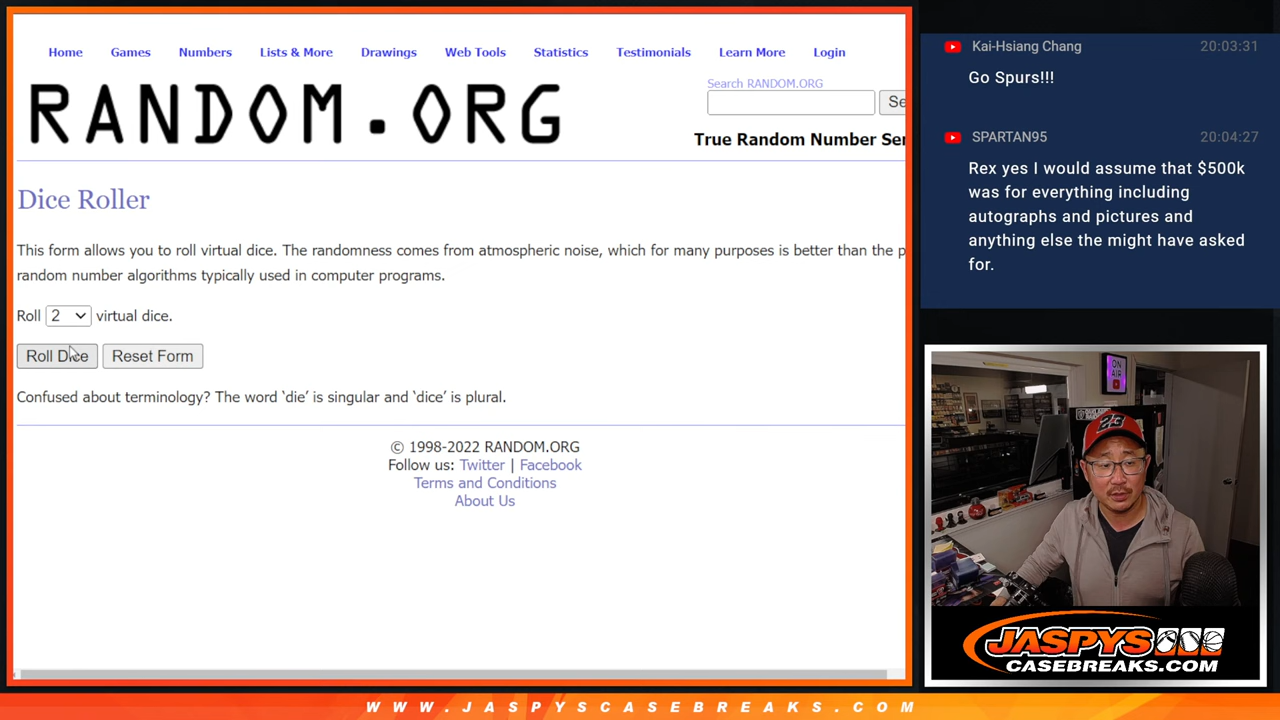 Home Games Numbers Lists & More Drawings Web Tools Statistics Testimonials Learn More Login
RANDOM.ORG
Search RANDOM.ORG
Se
True Random Number Ser
Dice Roller
This form allows you to roll virtual dice. The randomness comes from atmospheric noise, which for many purposes is better than the p
random number algorithms typically used in computer programs.
Roll 2 virtual dice.
Roll Dice Reset Form
Confused about terminology? The word ‘die’ is singular and ‘dice’ is plural.
© 1998-2022 RANDOM.ORG
Follow us: Twitter | Facebook
Terms and Conditions
About Us
Kai-Hsiang Chang 20:03:31
Go Spurs!!!
SPARTAN95 20:04:27
Rex yes I would assume that $500k
was for everything including
autographs and pictures and
anything else the might have asked
for.
ON
AIR
23
JASPYS
CASEBREAKS.COM
WWW.JASPYSCASEBREAKS.COM